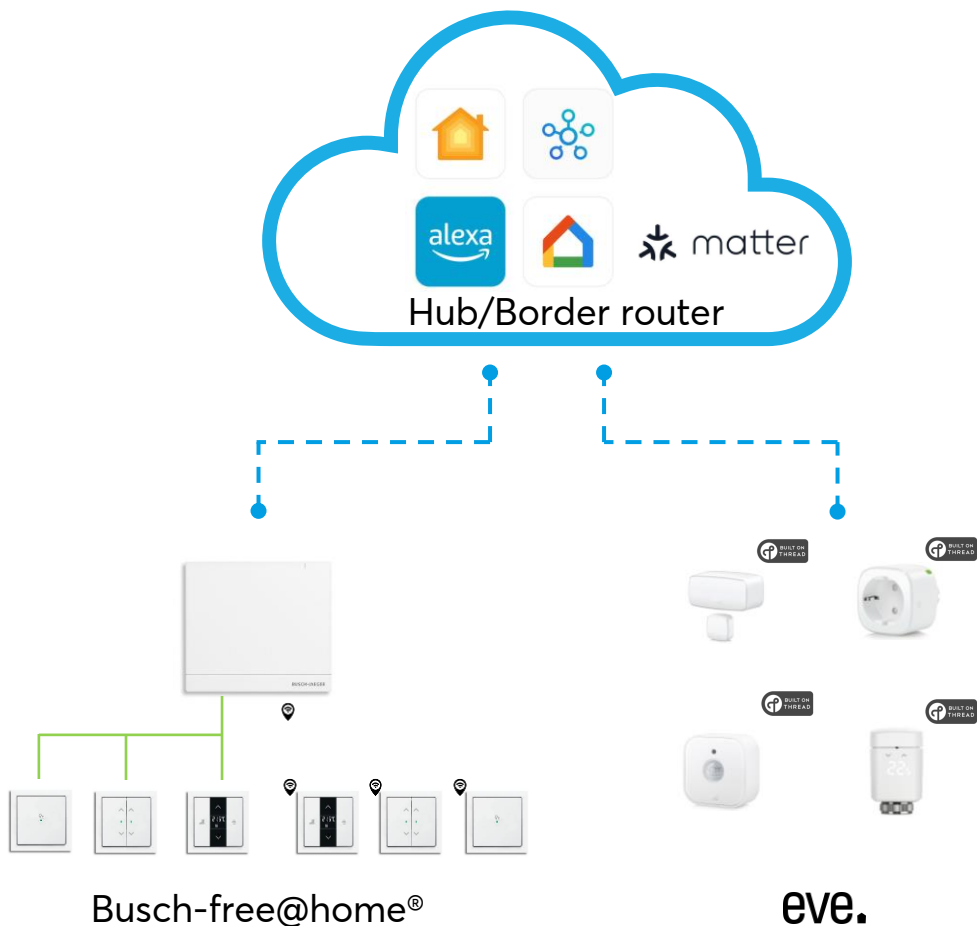 alexa
matter
Hub/Border router
BUILT ON
THREAD
BUILT ON
THREAD
BUSCH-JAEGER
BUILT ON
THREAD
BUILT ON
THREAD
22
Busch-free@home®
eve.